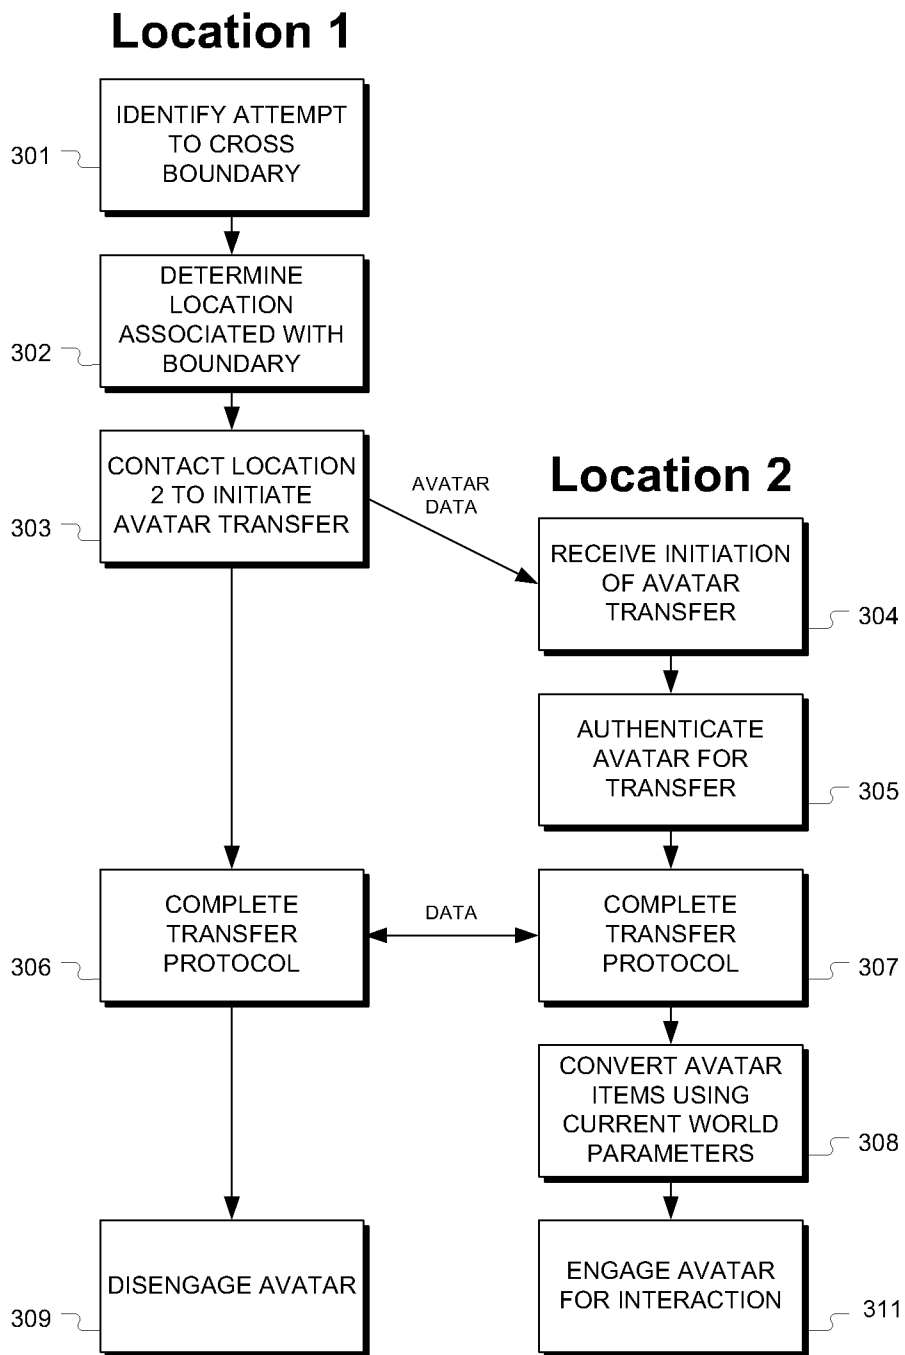 Location 1
IDENTIFY ATTEMPT
TO CROSS
BOUNDARY
301
DETERMINE
LOCATION
ASSOCIATED WITH
BOUNDARY
302
CONTACT LOCATION
2 TO INITIATE
AVATAR TRANSFER
303
AVATAR
DATA
Location 2
RECEIVE INITIATION
OF AVATAR
TRANSFER
304
AUTHENTICATE
AVATAR FOR
TRANSFER
305
COMPLETE
TRANSFER
PROTOCOL
306
DATA
COMPLETE
TRANSFER
PROTOCOL
307
CONVERT AVATAR
ITEMS USING
CURRENT WORLD
PARAMETERS
308
DISENGAGE AVATAR
309
ENGAGE AVATAR
FOR INTERACTION
311